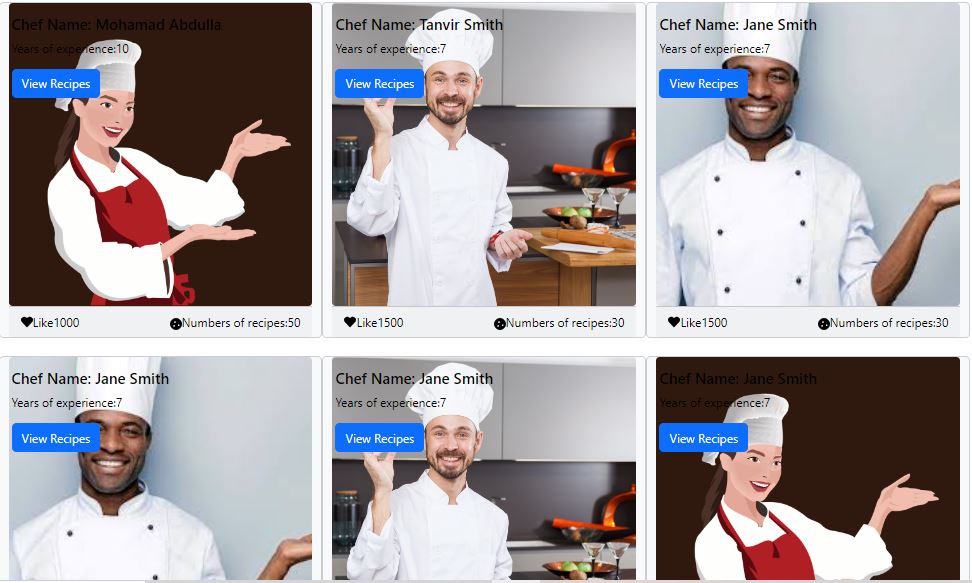 Chef Name: Mohamad Abdulla
Years of experience:10
View Recipes
Like1000
Numbers of recipes:50
Chef Name: Tanvir Smith
Years of experience:7
View Recipes
Like1500
Numbers of recipes:30
Chef Name: Jane Smith
Years of experience:7
View Recipes
Like1500
Numbers of recipes:30
Chef Name: Jane Smith
Years of experience:7
View Recipes
Chef Name: Jane Smith
Years of experience:7
View Recipes
Chef Name: Jane Smith
Years of experience:7
View Recipes